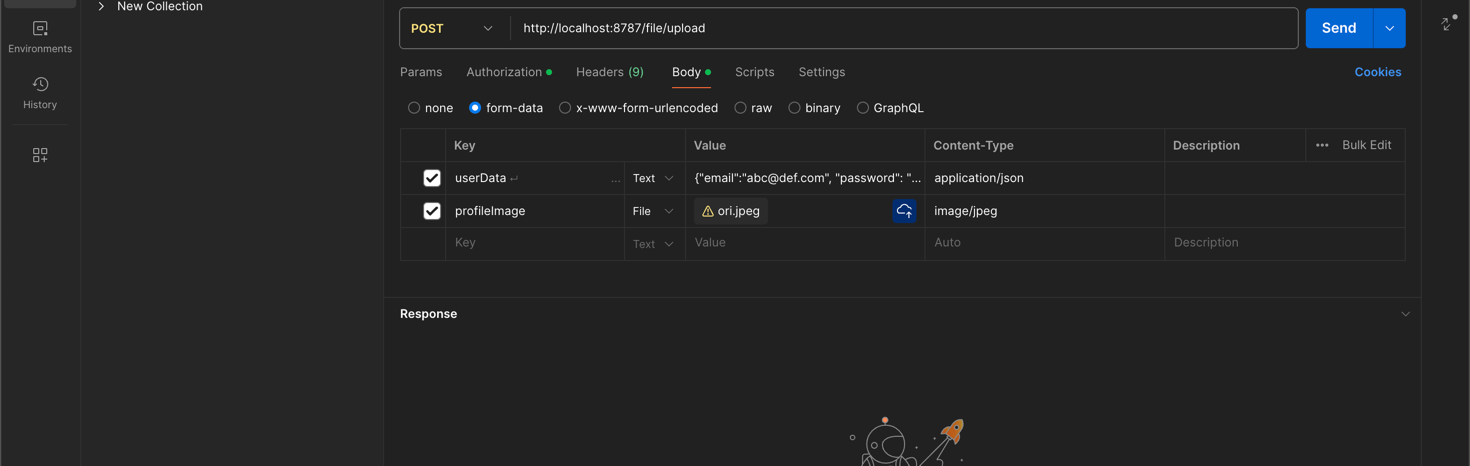 New Collection
Environments
History
POST http://localhost:8787/file/upload Send
Params Authorization Headers (9) Body Scripts Settings Cookies
none form-data x-www-form-urlencoded raw binary GraphQL
Key Value Content-Type Description ••• Bulk Edit
userData ... Text {"email":"abc@def.com", "password": "... application/json
profileImage File ori.jpeg image/jpeg
Key Text Value Auto Description
Response